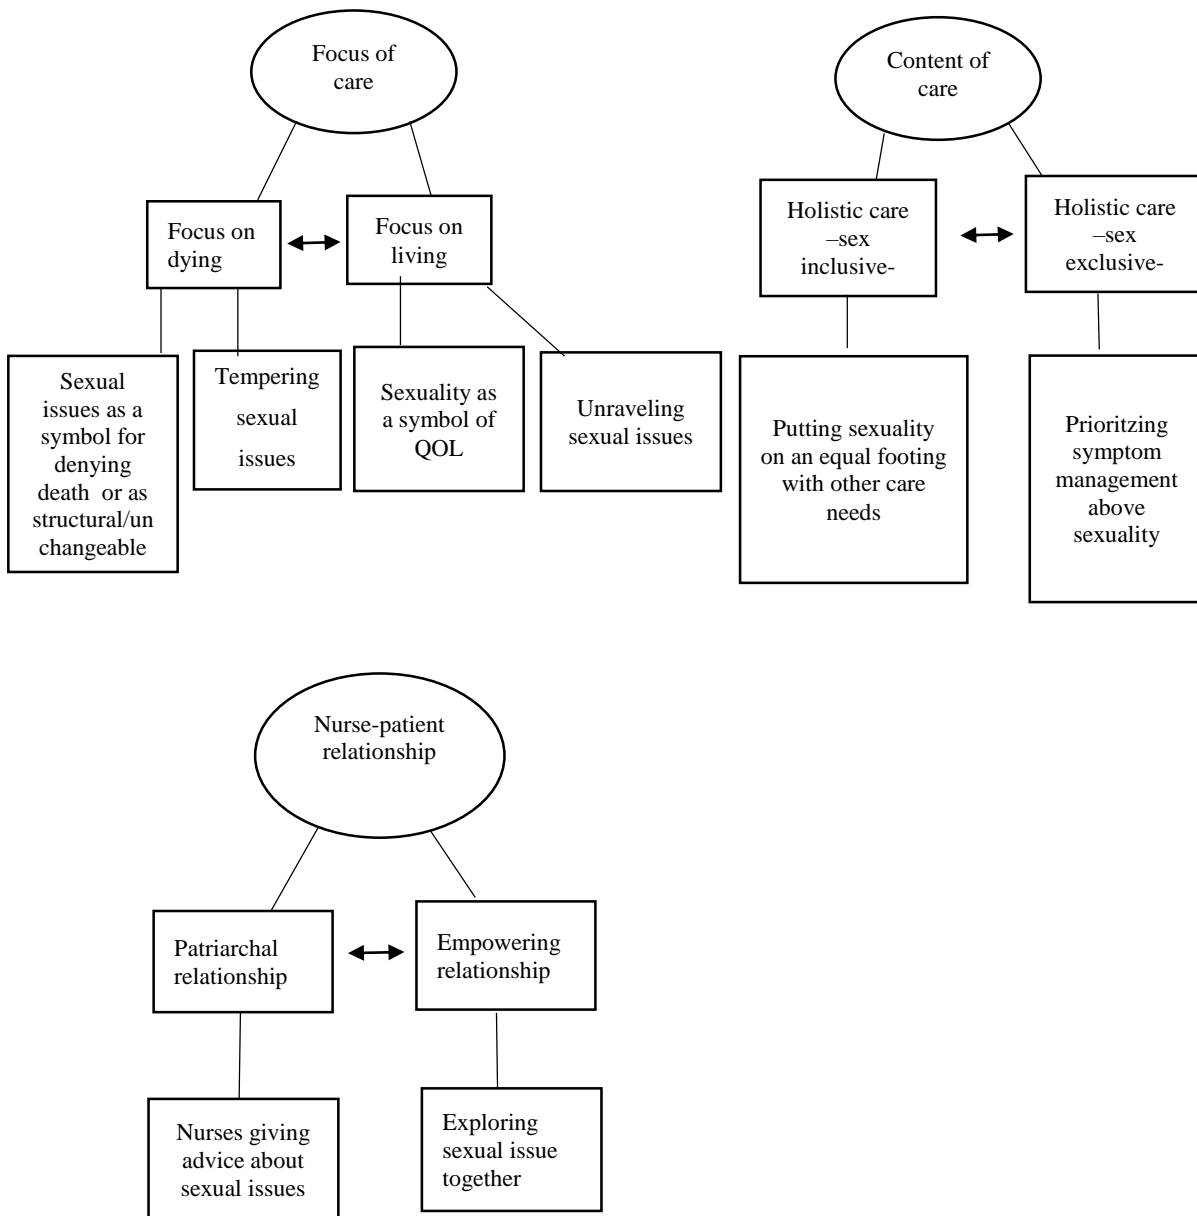 Focus of
care
Focus on
dying
Focus on
living
Sexual
issues as a
symbol for
denying
death or as
structural/un
changeable
Tempering
sexual
issues
Sexuality as
a symbol of
QOL
Unraveling
sexual issues
Content of
care
Holistic care
–sex
inclusive-
Holistic care
–sex
exclusive-
Putting sexuality
on an equal footing
with other care
needs
Prioritzing
symptom
management
above
sexuality
Nurse-patient
relationship
Patriarchal
relationship
Empowering
relationship
Nurses giving
advice about
sexual issues
Exploring
sexual issue
together